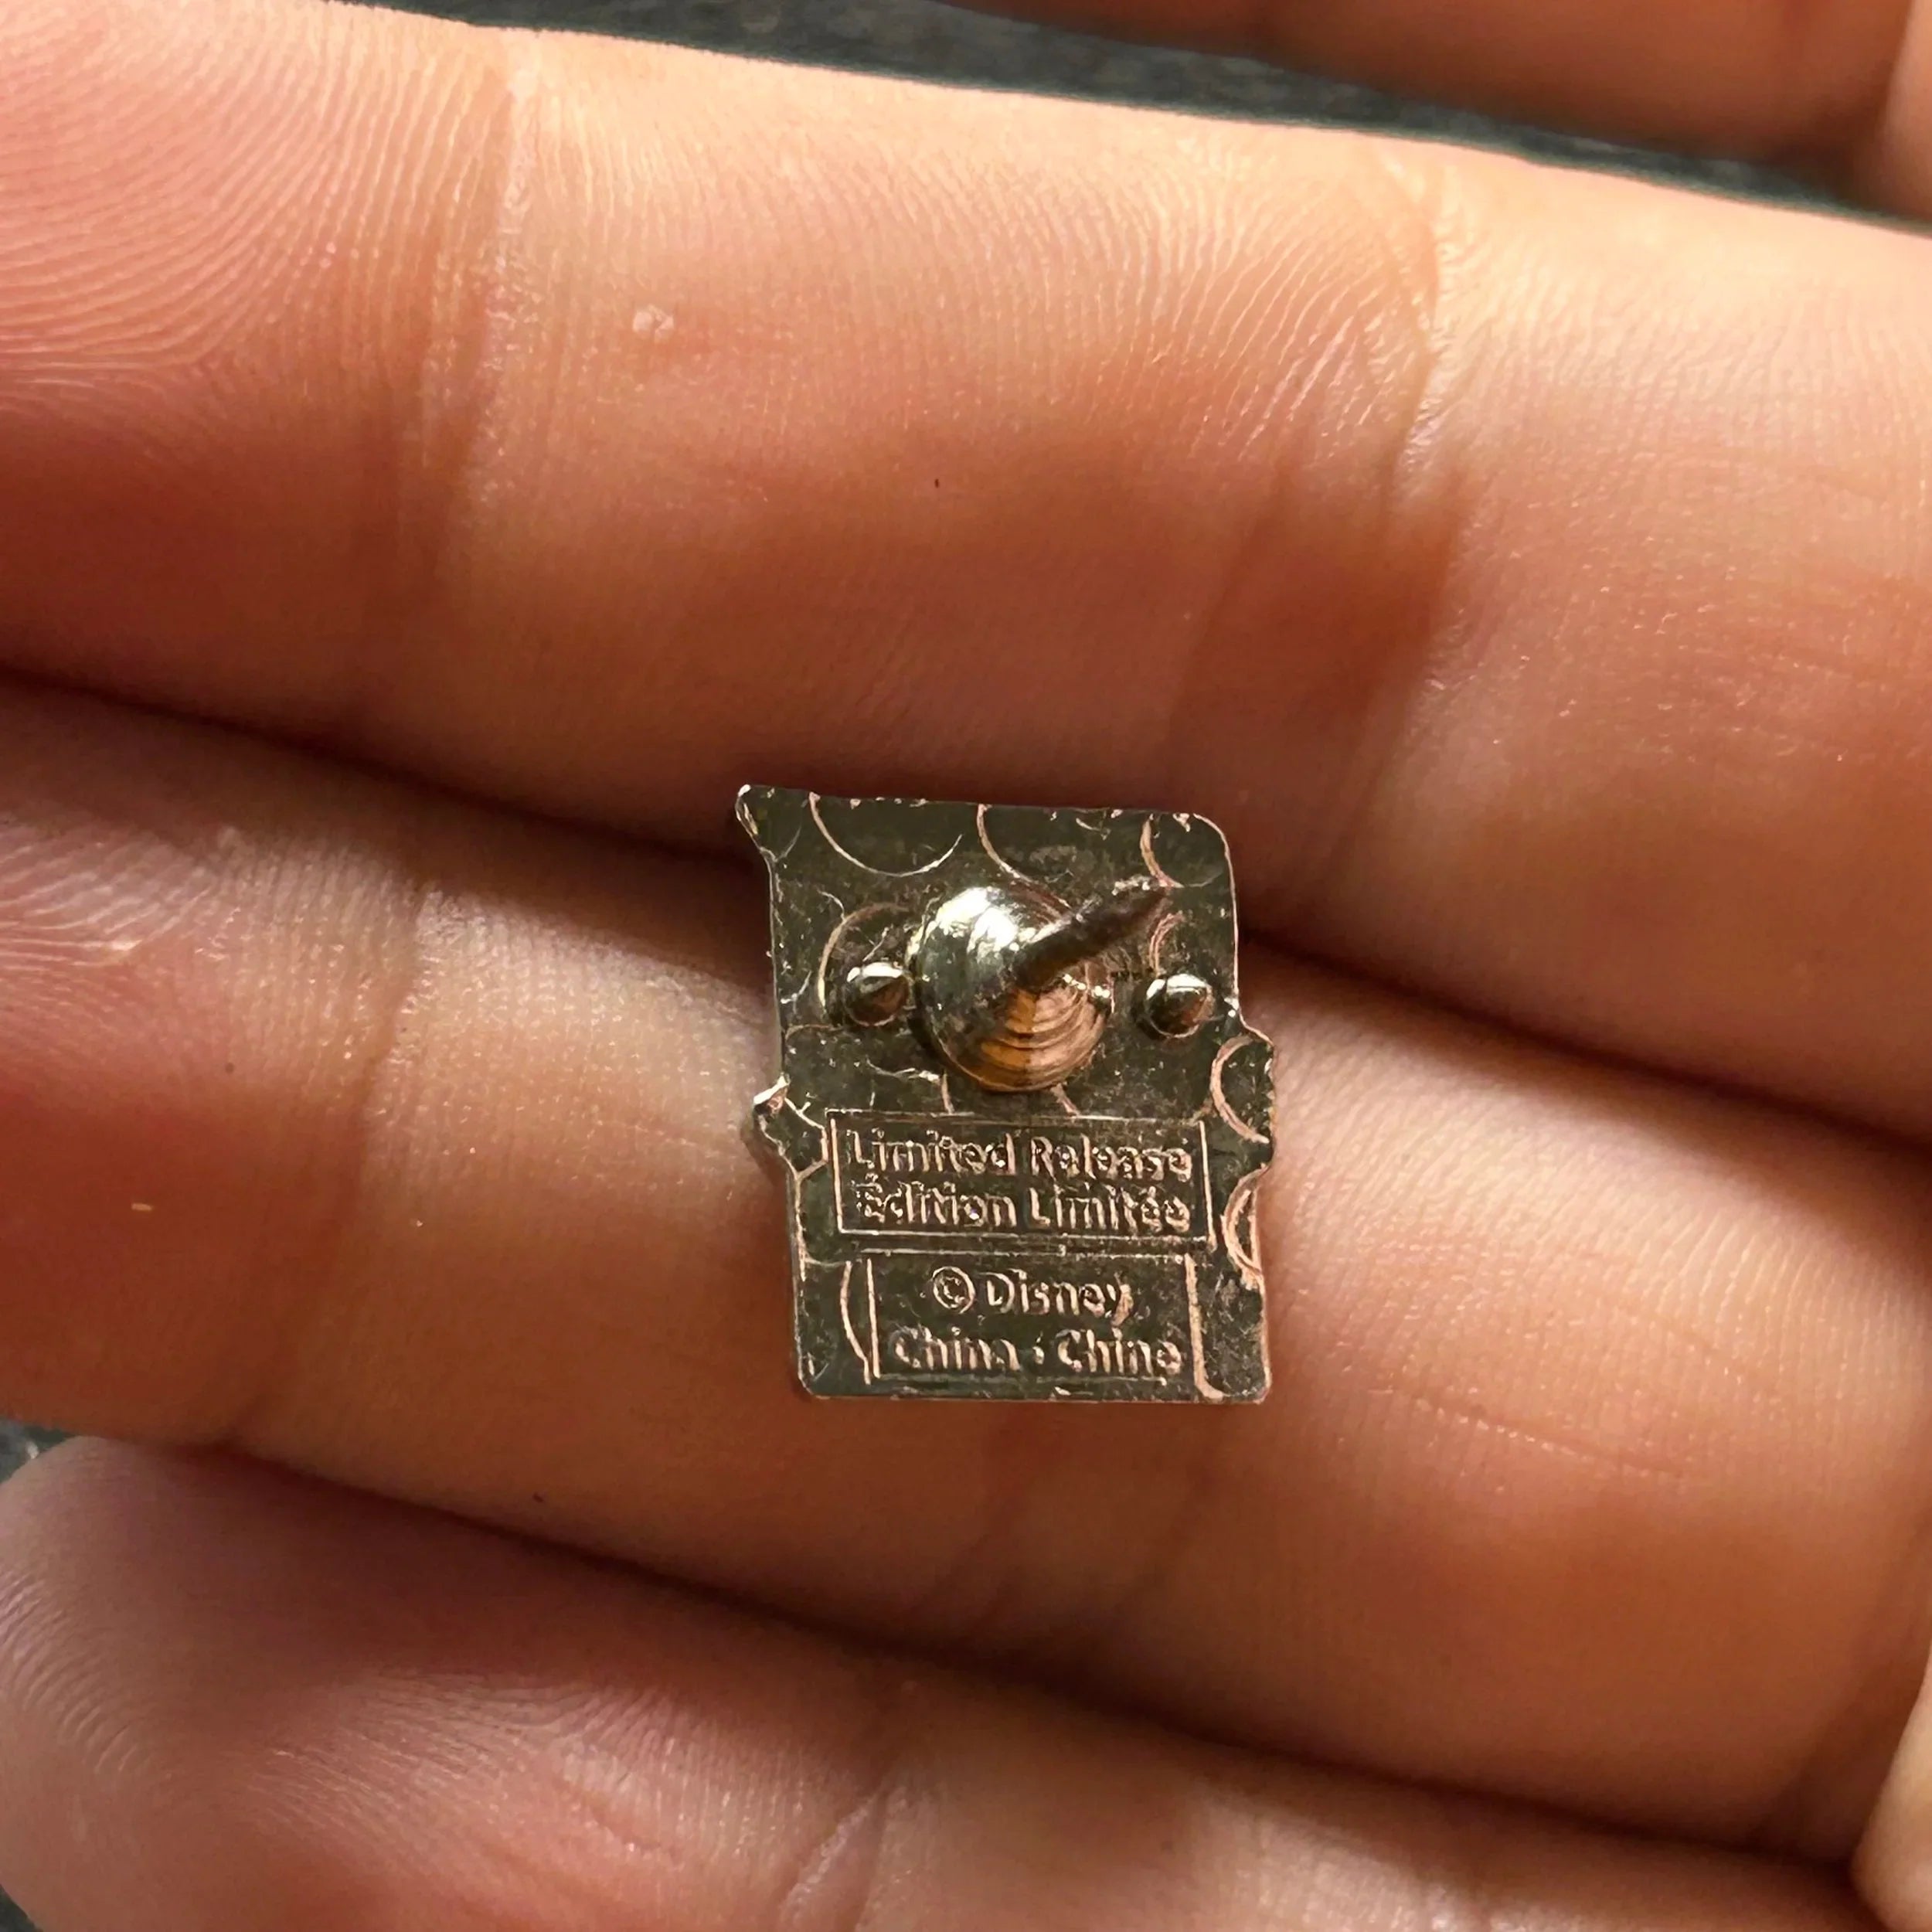 Limited Release
Édition Limitée
© Disney
China · Chine